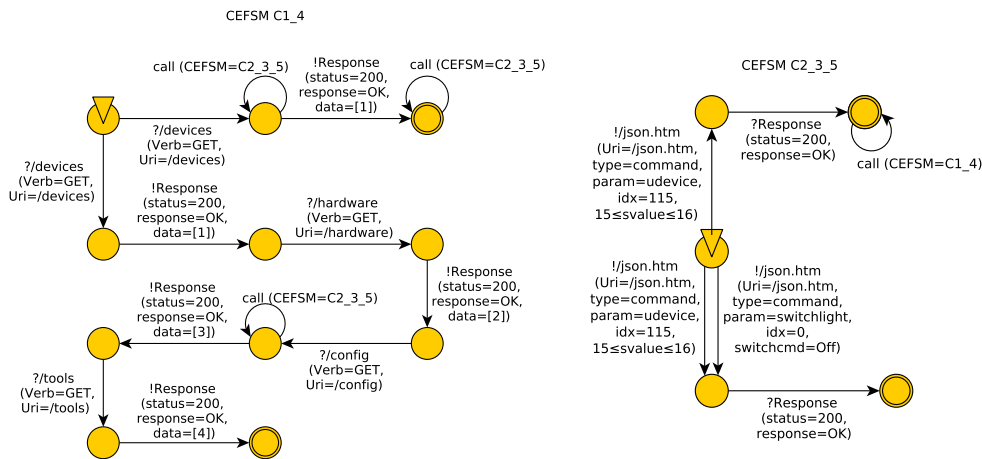 CEFSM C1_4
call (CEFSM=C2_3_5)
!Response
(status=200,
response=OK,
data=[1])
call (CEFSM=C2_3_5)
?/devices
(Verb=GET,
Uri=/devices)
?/devices
(Verb=GET,
Uri=/devices)
!Response
(status=200,
response=OK,
data=[1])
?/hardware
(Verb=GET,
Uri=/hardware)
!Response
(status=200,
response=OK,
data=[2])
!Response
(status=200,
response=OK,
data=[3])
call (CEFSM=C2_3_5)
?/config
(Verb=GET,
Uri=/config)
?/tools
(Verb=GET,
Uri=/tools)
!Response
(status=200,
response=OK,
data=[4])
CEFSM C2_3_5
!/json.htm
(Uri=/json.htm,
type=command,
param=udevice,
idx=115,
15≤svalue≤16)
?Response
(status=200,
response=OK)
call (CEFSM=C1_4)
!/json.htm
(Uri=/json.htm,
type=command,
param=udevice,
idx=115,
15≤svalue≤16)
!/json.htm
(Uri=/json.htm,
type=command,
param=switchlight,
idx=0,
switchcmd=Off)
?Response
(status=200,
response=OK)